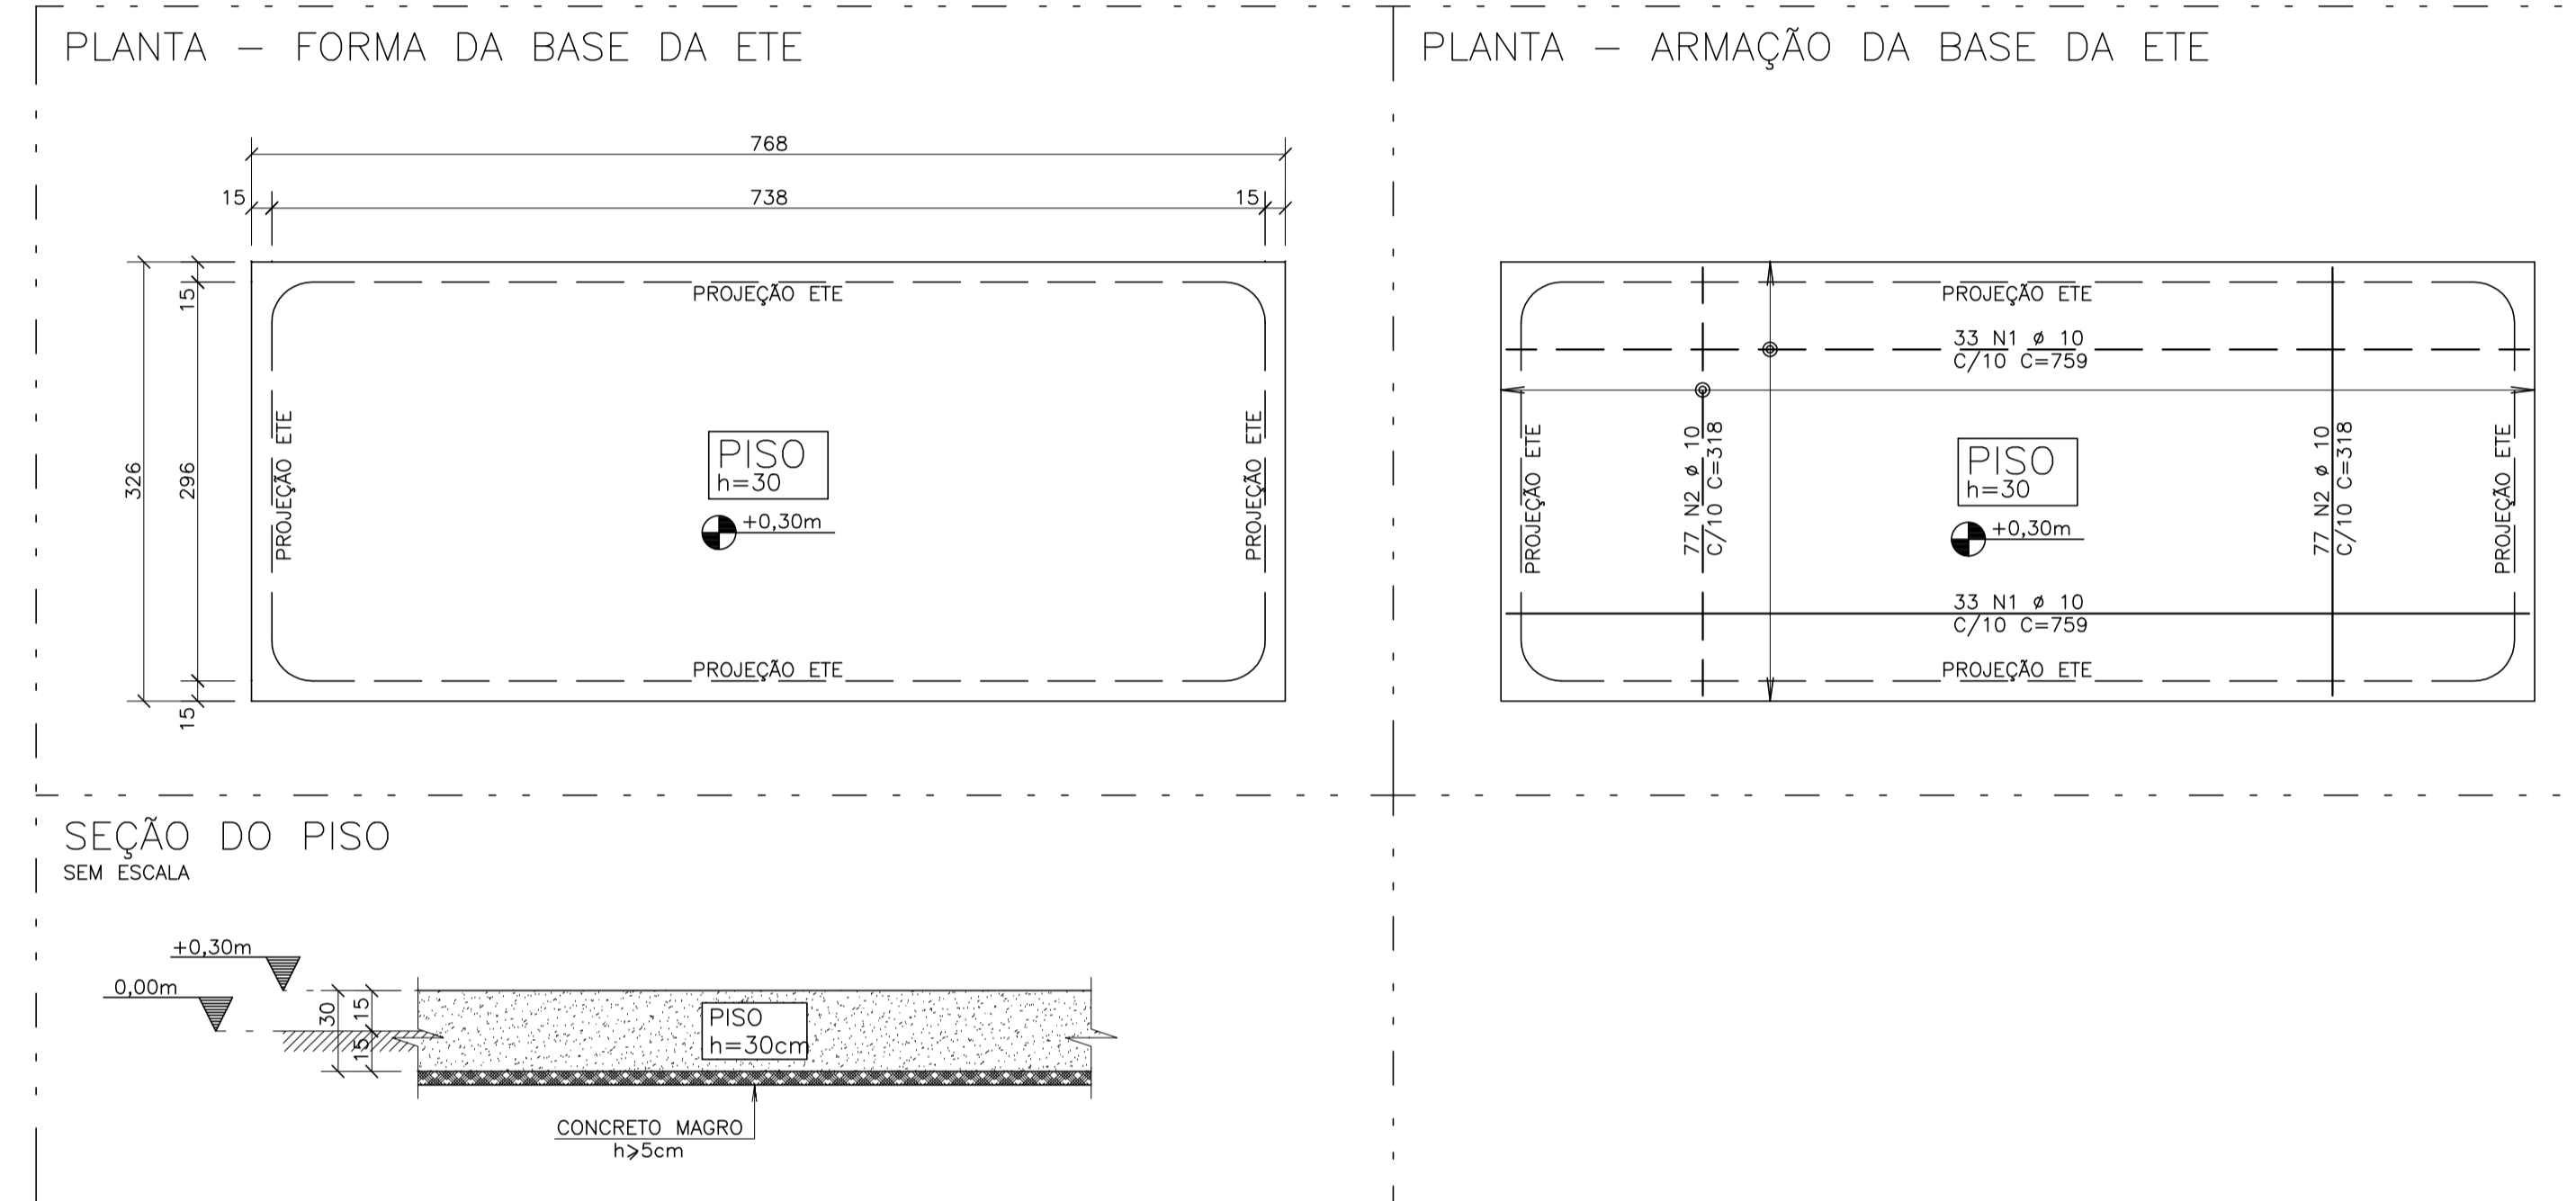 PLANTA – FORMA DA BASE DA ETE
768
15
738
15
326
15
296
15
PROJEÇÃO ETE
PROJEÇÃO ETE
PROJEÇÃO ETE
PROJEÇÃO ETE
PISO
h=30
+0,30m
PLANTA – ARMAÇÃO DA BASE DA ETE
PROJEÇÃO ETE
33 N1 ø 10
C/10 C=759
PROJEÇÃO ETE
77 N2 ø 10
C/10 C=318
PISO
h=30
+0,30m
77 N2 ø 10
C/10 C=318
PROJEÇÃO ETE
33 N1 ø 10
C/10 C=759
PROJEÇÃO ETE
SEÇÃO DO PISO
SEM ESCALA
+0,30m
0,00m
30
15
15
PISO
h=30cm
CONCRETO MAGRO
h⩾5cm